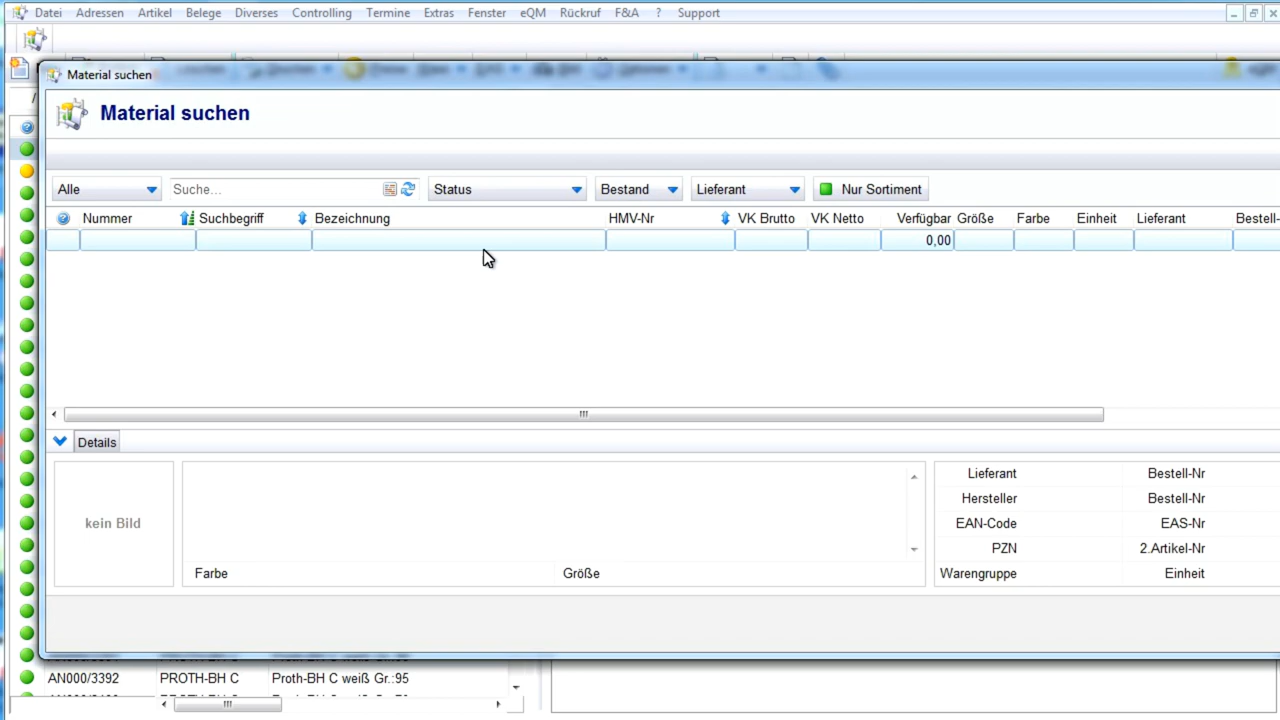 Datei Adressen Artikel Belege Diverses Controlling Termine Extras Fenster eQM Rückruf F&A ? Support
Material suchen
Material suchen
Alle Suche... Status Bestand Lieferant Nur Sortiment
Nummer Suchbegriff Bezeichnung HMV-Nr VK Brutto VK Netto Verfügbar Größe Farbe Einheit Lieferant Bestell-
0,00
Details
kein Bild
Farbe Größe
Lieferant Bestell-Nr
Hersteller Bestell-Nr
EAN-Code EAS-Nr
PZN 2.Artikel-Nr
Warengruppe Einheit
AN000/3392 PROTH-BH C Proth-BH C weiß Gr.:95